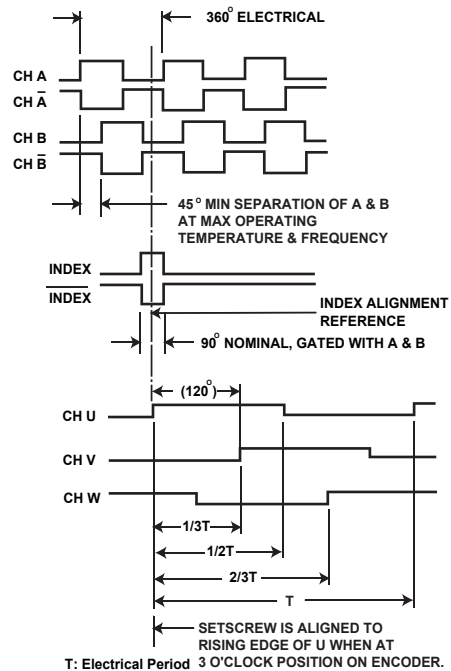 360° ELECTRICAL
CH A
CH A̅
CH B
CH B̅
45° MIN SEPARATION OF A & B
AT MAX OPERATING
TEMPERATURE & FREQUENCY
INDEX
I̅N̅D̅E̅X̅
INDEX ALIGNMENT
REFERENCE
90° NOMINAL, GATED WITH A & B
(120°)
CH U
CH V
CH W
1/3T
1/2T
2/3T
T
SETSCREW IS ALIGNED TO
RISING EDGE OF U WHEN AT
3 O'CLOCK POSITION ON ENCODER.
T: Electrical Period